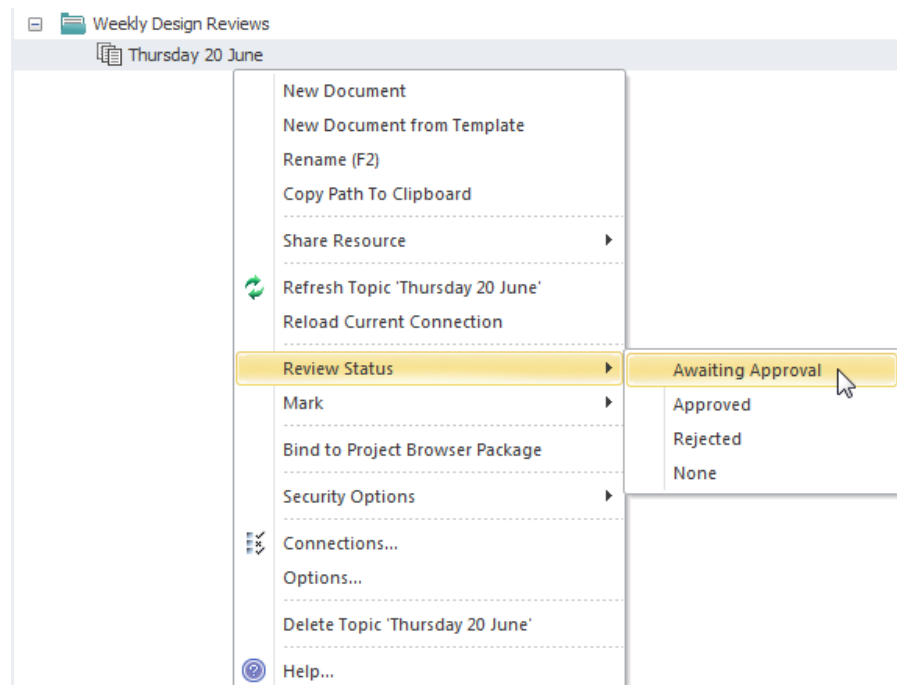 Weekly Design Reviews
Thursday 20 June
New Document
New Document from Template
Rename (F2)
Copy Path To Clipboard
Share Resource
Refresh Topic 'Thursday 20 June'
Reload Current Connection
Review Status
Awaiting Approval
Mark
Approved
Rejected
Bind to Project Browser Package
None
Security Options
Connections...
Options...
Delete Topic 'Thursday 20 June'
Help...